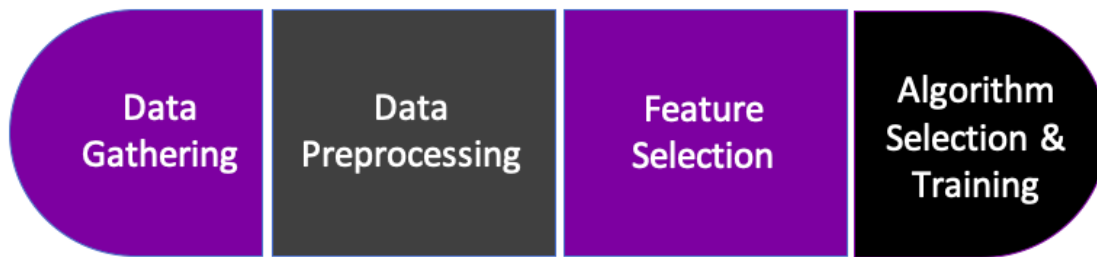 Data
Gathering
Data
Preprocessing
Feature
Selection
Algorithm
Selection &
Training